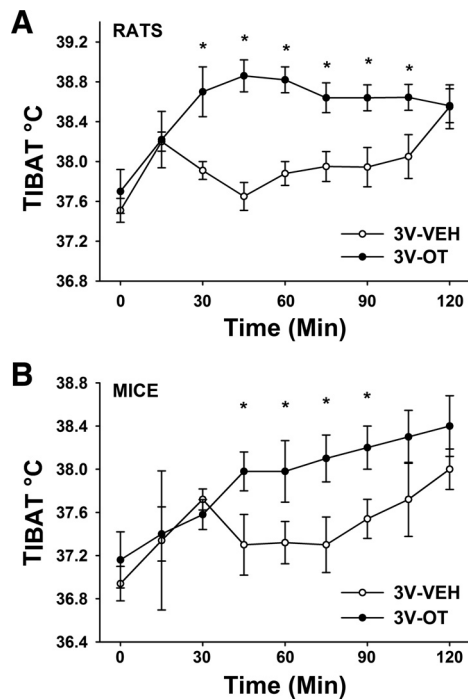 A
RATS
TIBAT °C
39.2
38.8
38.4
38.0
37.6
37.2
36.8
* * * * * *
3V-VEH
3V-OT
0 30 60 90 120
Time (Min)
B
MICE
TIBAT °C
38.8
38.4
38.0
37.6
37.2
36.8
36.4
* * * *
3V-VEH
3V-OT
0 30 60 90 120
Time (Min)